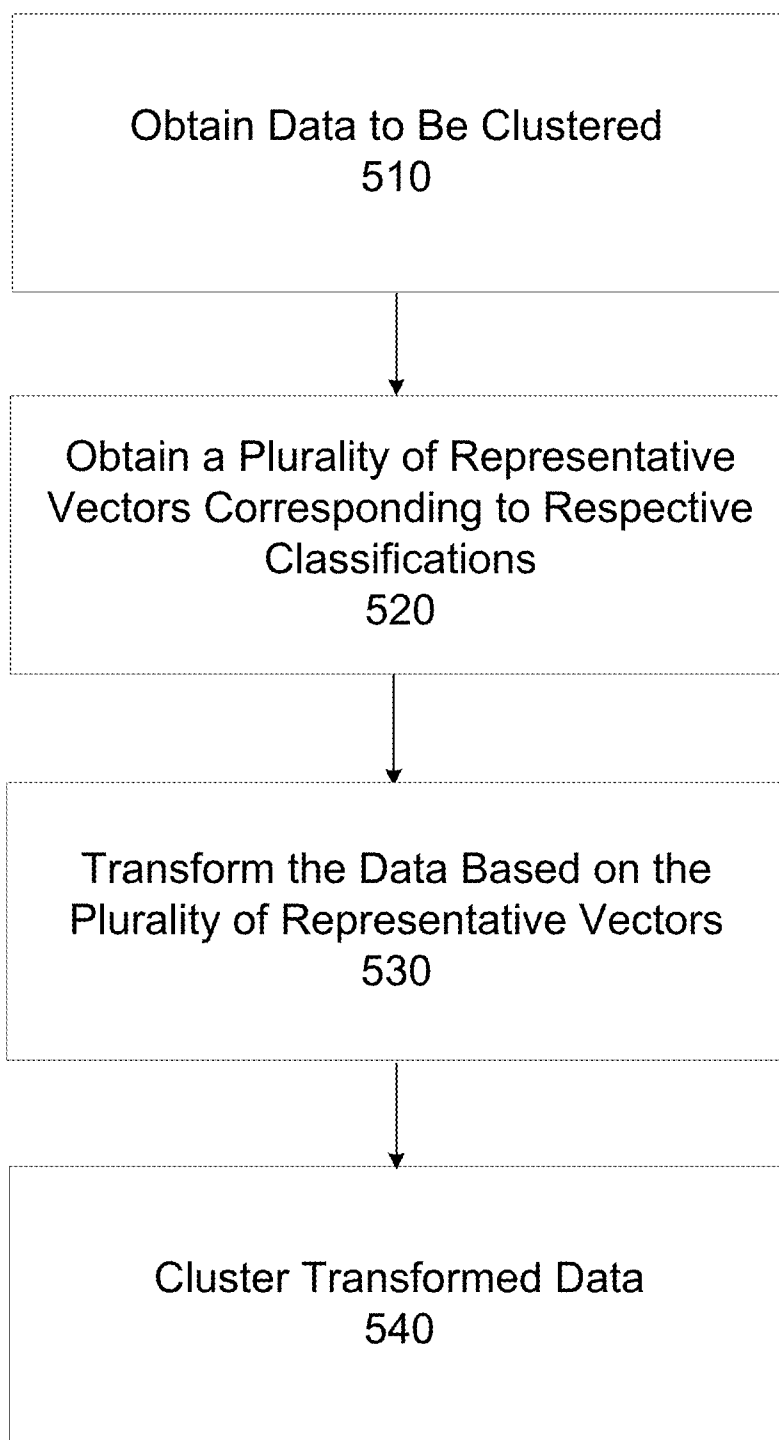 Obtain Data to Be Clustered
510
Obtain a Plurality of Representative
Vectors Corresponding to Respective
Classifications
520
Transform the Data Based on the
Plurality of Representative Vectors
530
Cluster Transformed Data
540